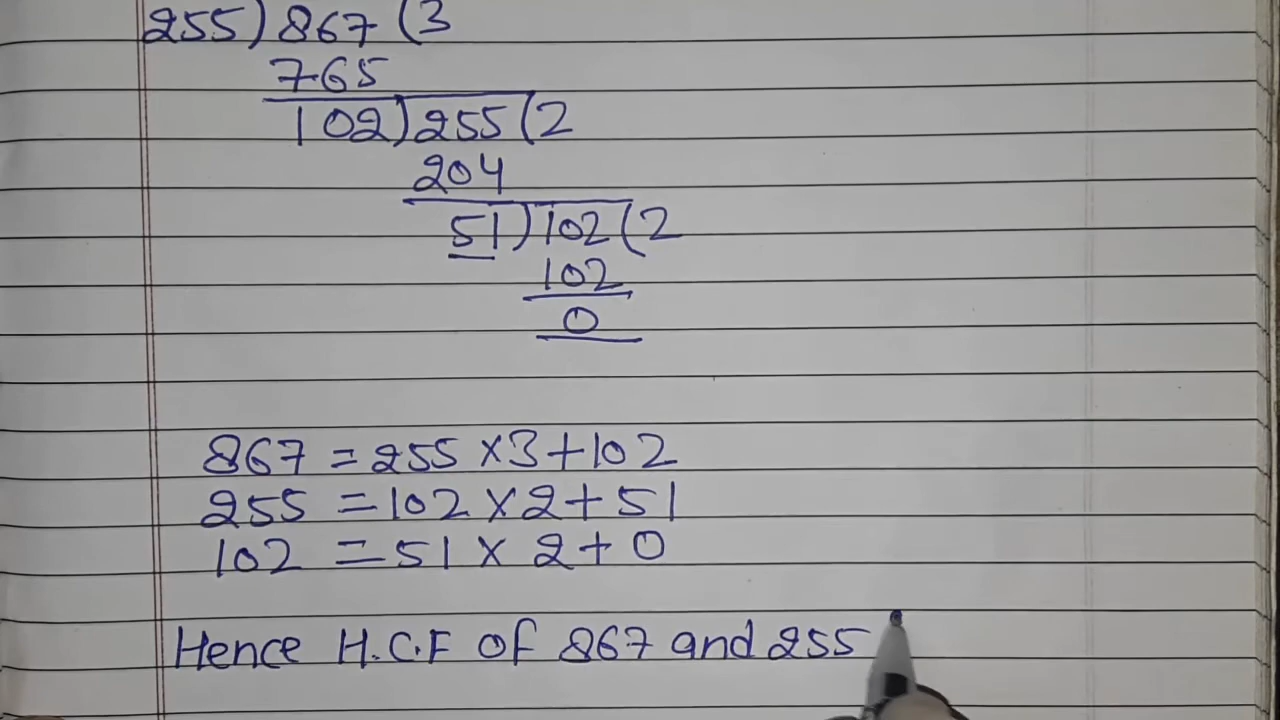 255) 867 (3
765
102) 255 (2
204
51) 102 (2
102
0
867 = 255 × 3 + 102
255 = 102 × 2 + 51
102 = 51 × 2 + 0
Hence H.C.F of 867 and 255